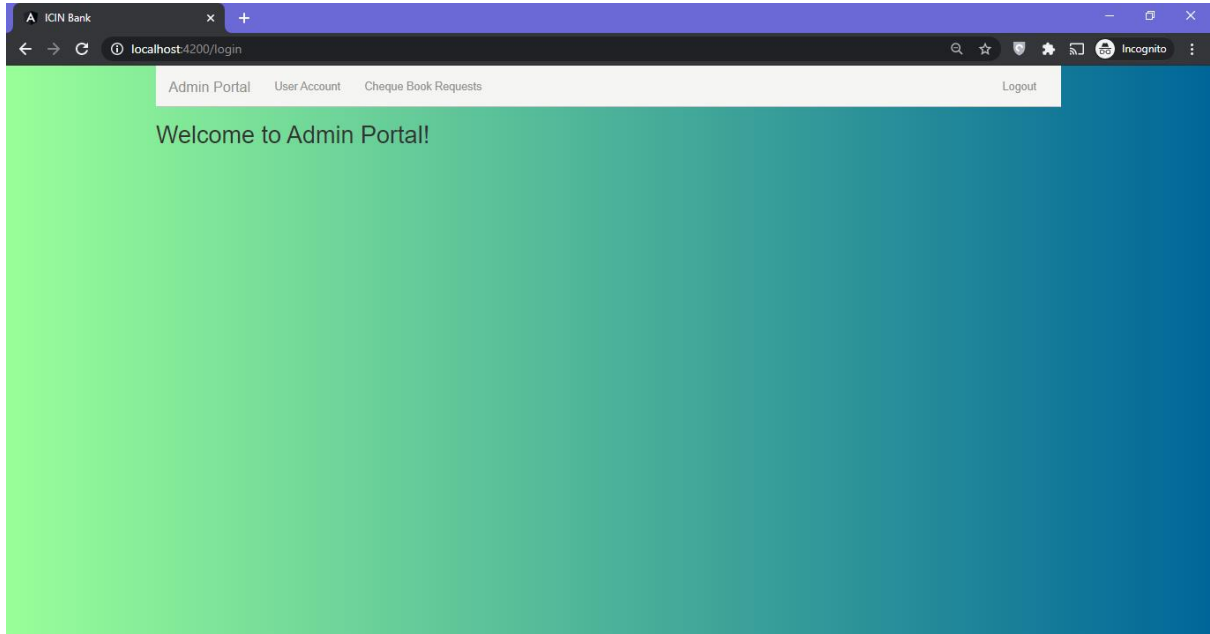 ICIN Bank
localhost:4200/login
Incognito
Admin Portal User Account Cheque Book Requests Logout
Welcome to Admin Portal!